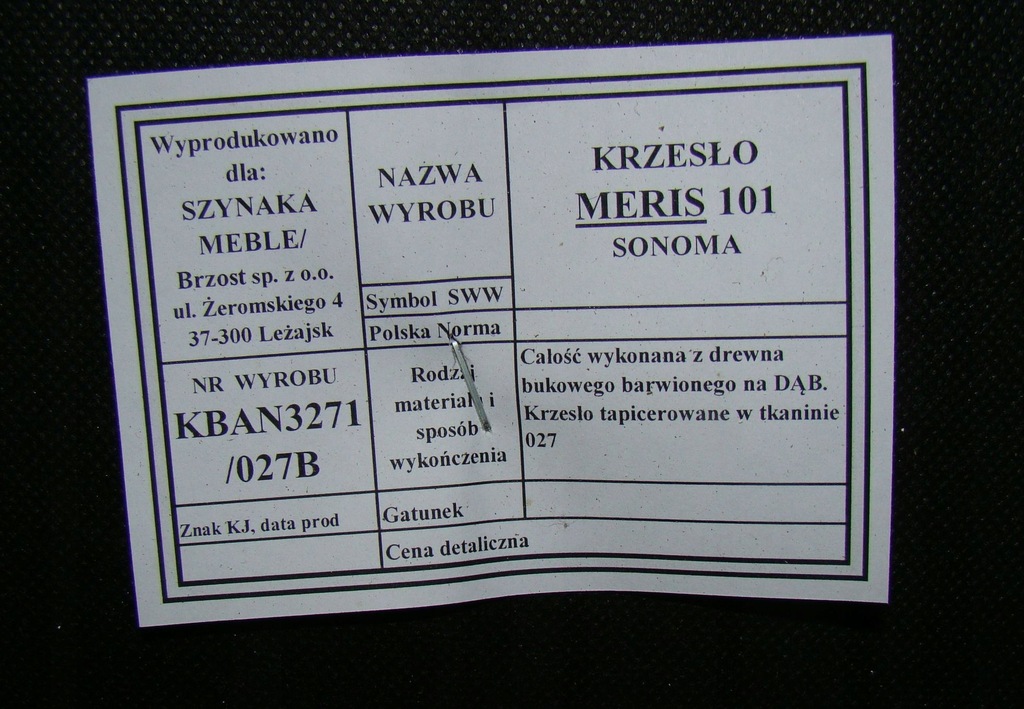 Wyprodukowano
dla:
SZYNAKA
MEBLE/
Brzost sp. z o.o.
ul. Żeromskiego 4
37-300 Leżajsk
NAZWA
WYROBU
KRZESŁO
MERIS 101
SONOMA
Symbol SWW
Polska Norma
NR WYROBU
KBAN3271
/027B
Rodzaj
materiału i
sposób
wykończenia
Całość wykonana z drewna
bukowego barwionego na DĄB.
Krzesło tapicerowane w tkaninie
027
Znak KJ, data prod
Gatunek
Cena detaliczna